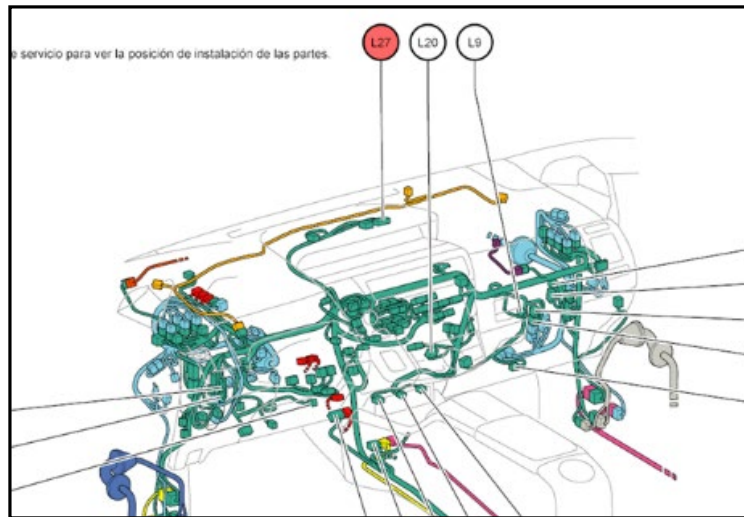 L27 L20 L9
e servicio para ver la posición de instalación de las partes.